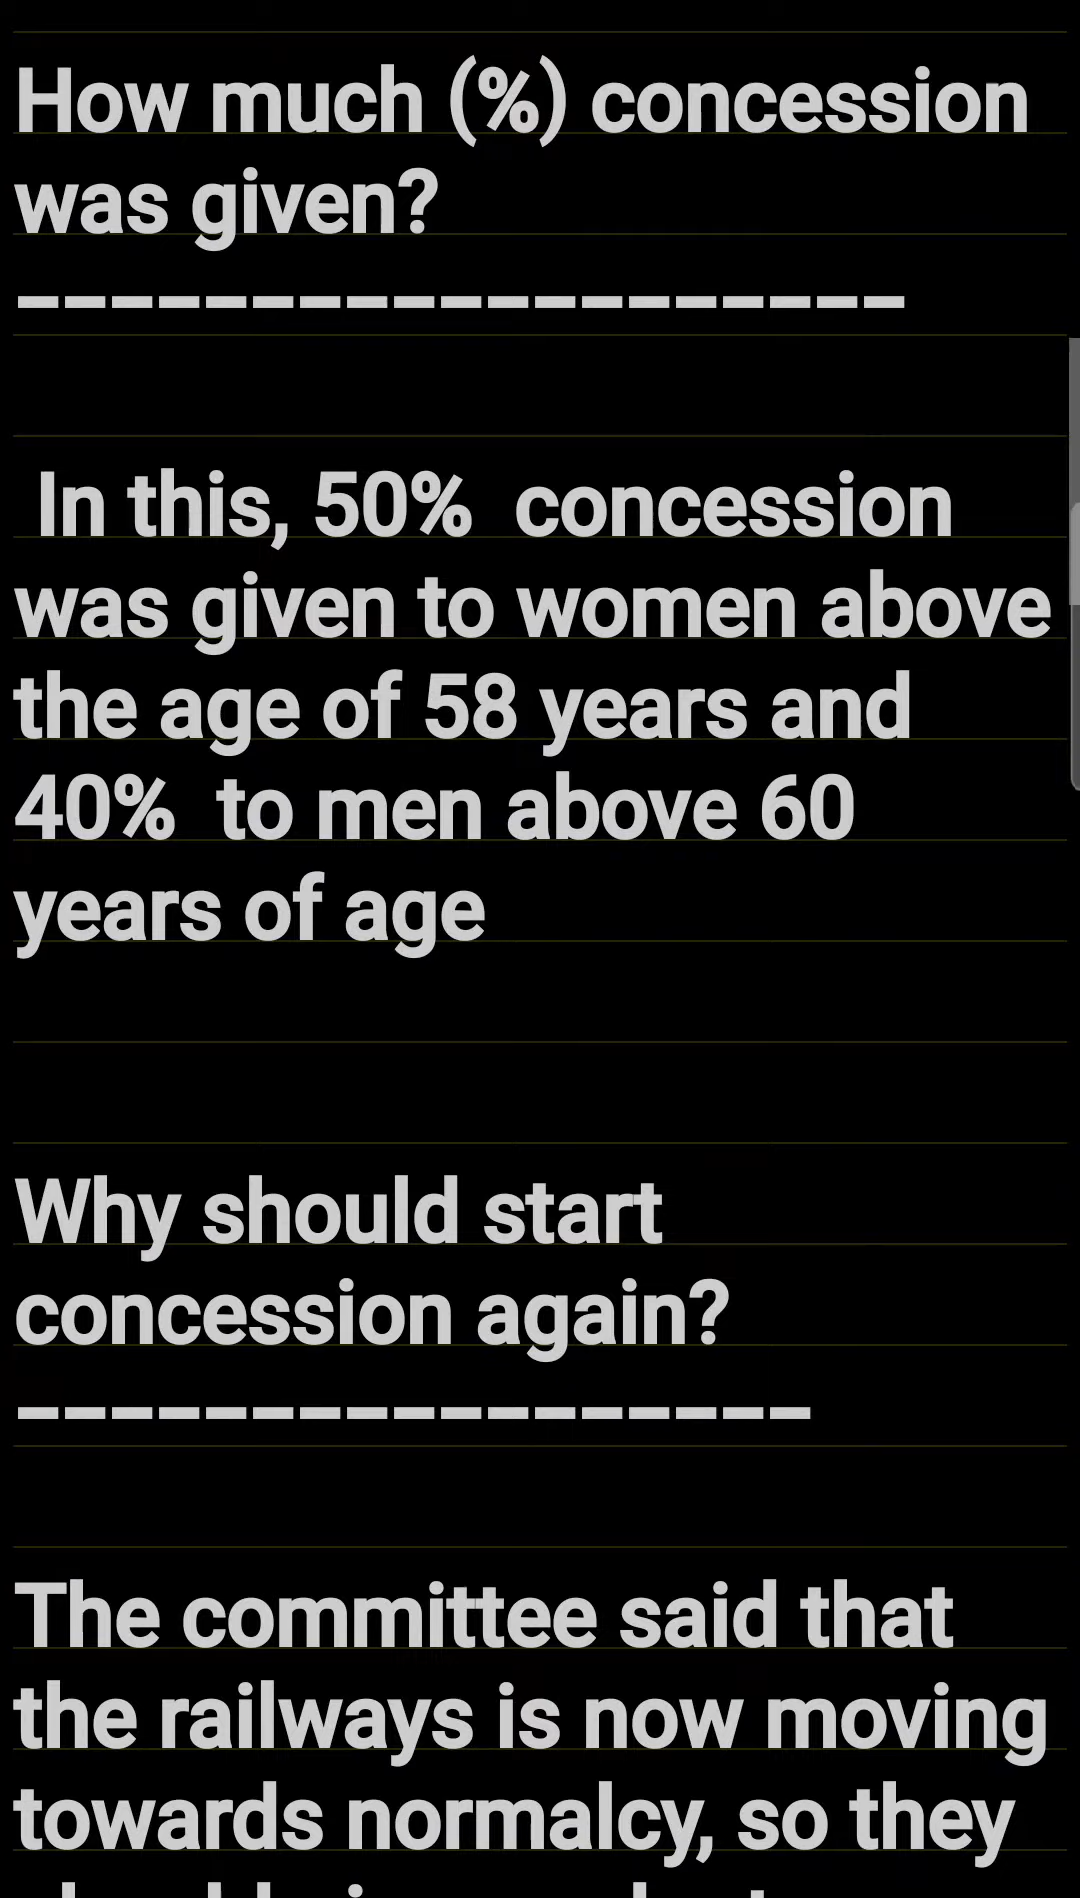 How much (%) concession
was given?
____________________
In this, 50%  concession
was given to women above
the age of 58 years and
40%  to men above 60
years of age
Why should start
concession again?
_________________
The committee said that
the railways is now moving
towards normalcy, so they